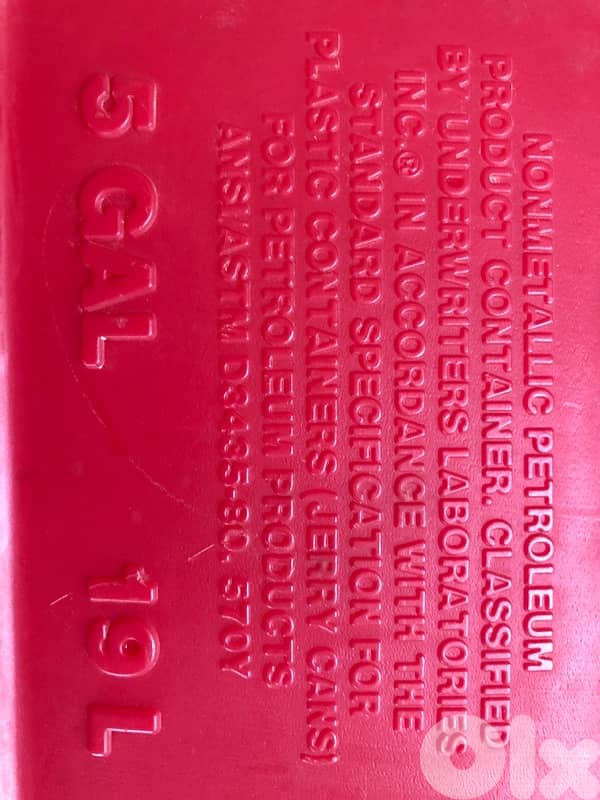 NONMETALLIC PETROLEUM
PRODUCT CONTAINER. CLASSIFIED
BY UNDERWRITERS LABORATORIES
INC.® IN ACCORDANCE WITH THE
STANDARD SPECIFICATION FOR
PLASTIC CONTAINERS (JERRY CANS)
FOR PETROLEUM PRODUCTS
ANSI/ASTM D3435-80. 570Y
5 GAL 19 L
olx